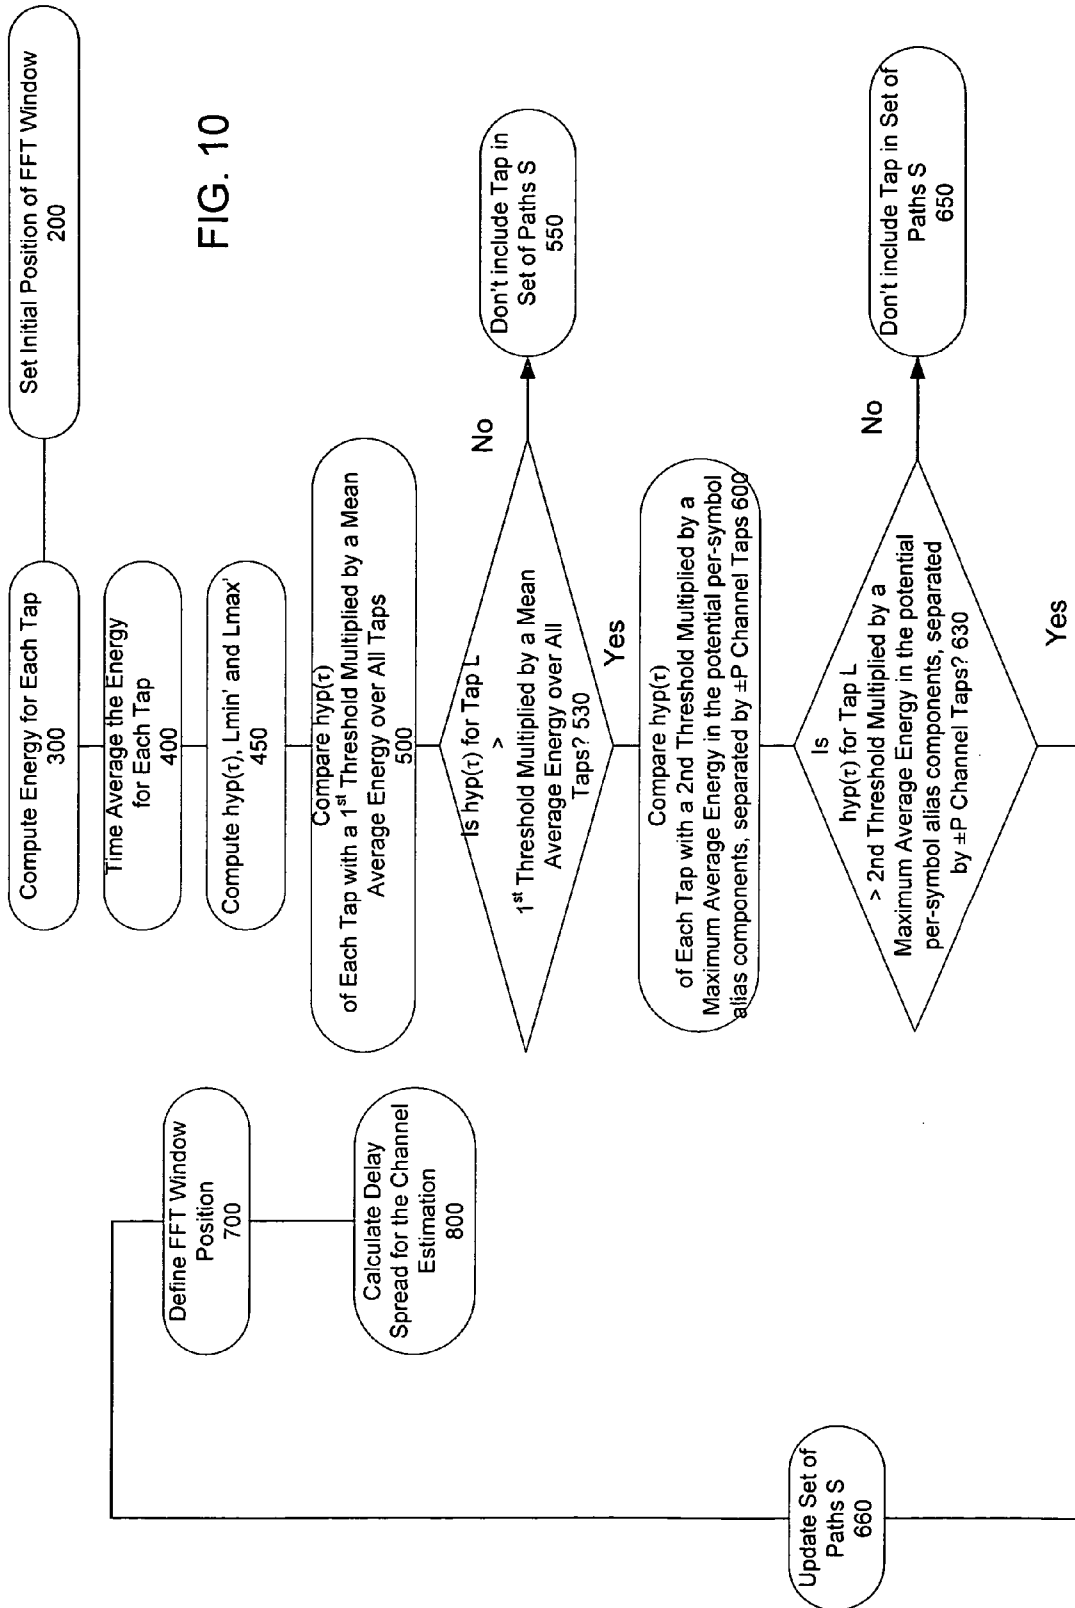 Set Initial Position of FFT Window
200
FIG. 10
Compute Energy for Each Tap
300
Time Average the Energy
for Each Tap
400
Compute hyp(τ), Lmin' and Lmax'
450
Compare hyp(τ)
of Each Tap with a 1st Threshold Multiplied by a Mean
Average Energy over All Taps
500
Is hyp(τ) for Tap L
>
1st Threshold Multiplied by a Mean
Average Energy over All
Taps? 530
No
Don't include Tap in
Set of Paths S
550
Yes
Compare hyp(τ)
of Each Tap with a 2nd Threshold Multiplied by a
Maximum Average Energy in the potential per-symbol
alias components, separated by ±P Channel Taps 600
Is
hyp(τ) for Tap L
> 2nd Threshold Multiplied by a
Maximum Average Energy in the potential
per-symbol alias components, separated
by ±P Channel Taps? 630
No
Don't include Tap in Set of
Paths S
650
Yes
Update Set of
Paths S
660
Define FFT Window
Position
700
Calculate Delay
Spread for the Channel
Estimation
800